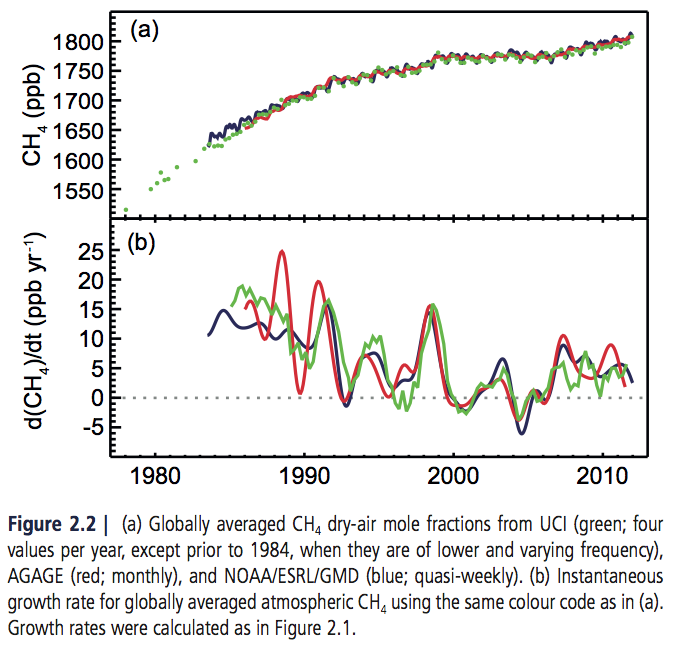 (a)
CH₄ (ppb)
1800
1750
1700
1650
1600
1550
(b)
d(CH₄)/dt (ppb yr⁻¹)
25
20
15
10
5
0
-5
1980 1990 2000 2010
Figure 2.2 | (a) Globally averaged CH₄ dry-air mole fractions from UCI (green; four
values per year, except prior to 1984, when they are of lower and varying frequency),
AGAGE (red; monthly), and NOAA/ESRL/GMD (blue; quasi-weekly). (b) Instantaneous
growth rate for globally averaged atmospheric CH₄ using the same colour code as in (a).
Growth rates were calculated as in Figure 2.1.